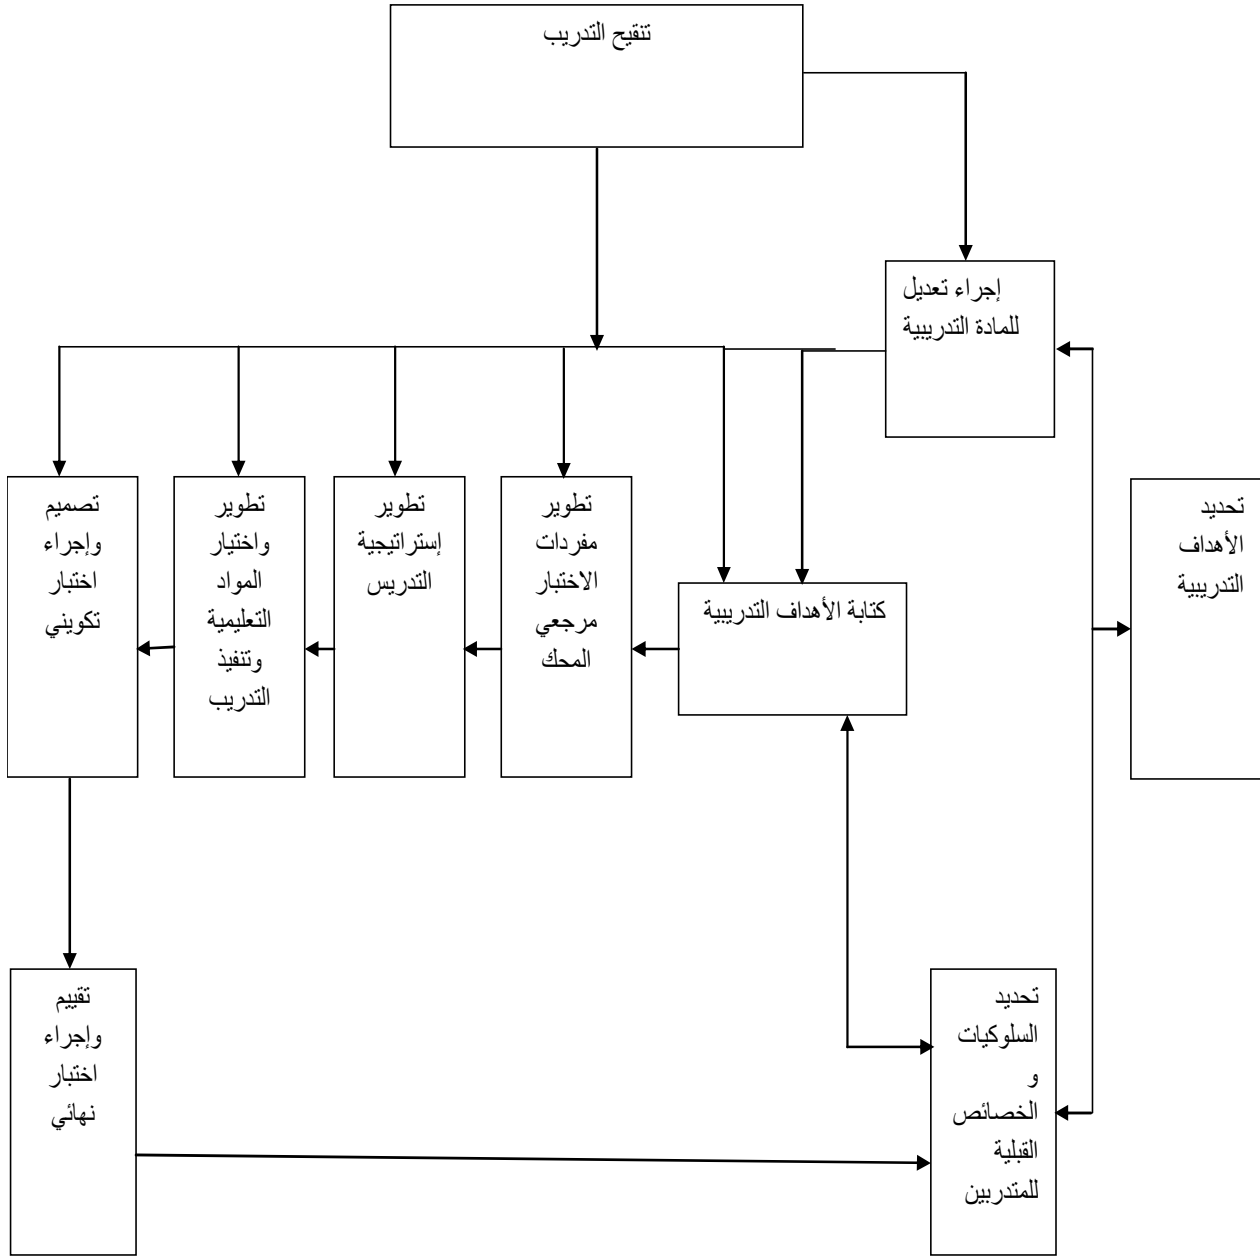 تنقيح التدريب
إجراء تعديل
للمادة التدريبية
تحديد
الأهداف
التدريبية
كتابة الأهداف التدريبية
تطوير
مفردات
الاختبار
مرجعي
المحك
تطوير
إستراتيجية
التدريس
تطوير
واختيار
المواد
التعليمية
وتنفيذ
التدريب
تصميم
وإجراء
اختبار
تكويني
تحديد
السلوكيات
و
الخصائص
القبلية
للمتدربين
تقييم
وإجراء
اختبار
نهائي